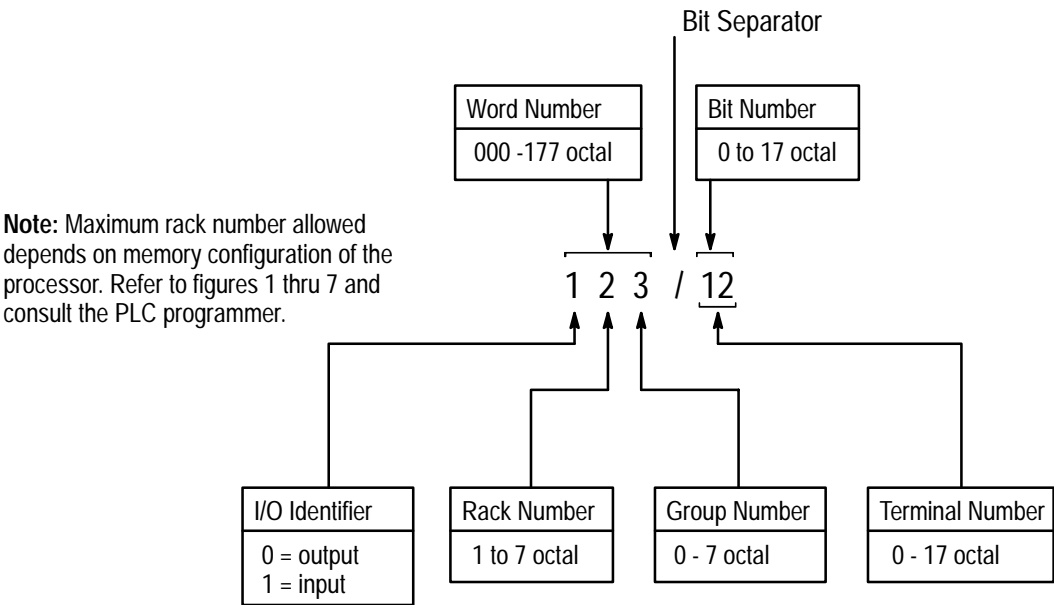 Bit Separator
Word Number
000 -177 octal
Bit Number
0 to 17 octal
Note: Maximum rack number allowed
depends on memory configuration of the
processor. Refer to figures 1 thru 7 and
consult the PLC programmer.
1 2 3 / 12
I/O Identifier
0 = output
1 = input
Rack Number
1 to 7 octal
Group Number
0 - 7 octal
Terminal Number
0 - 17 octal